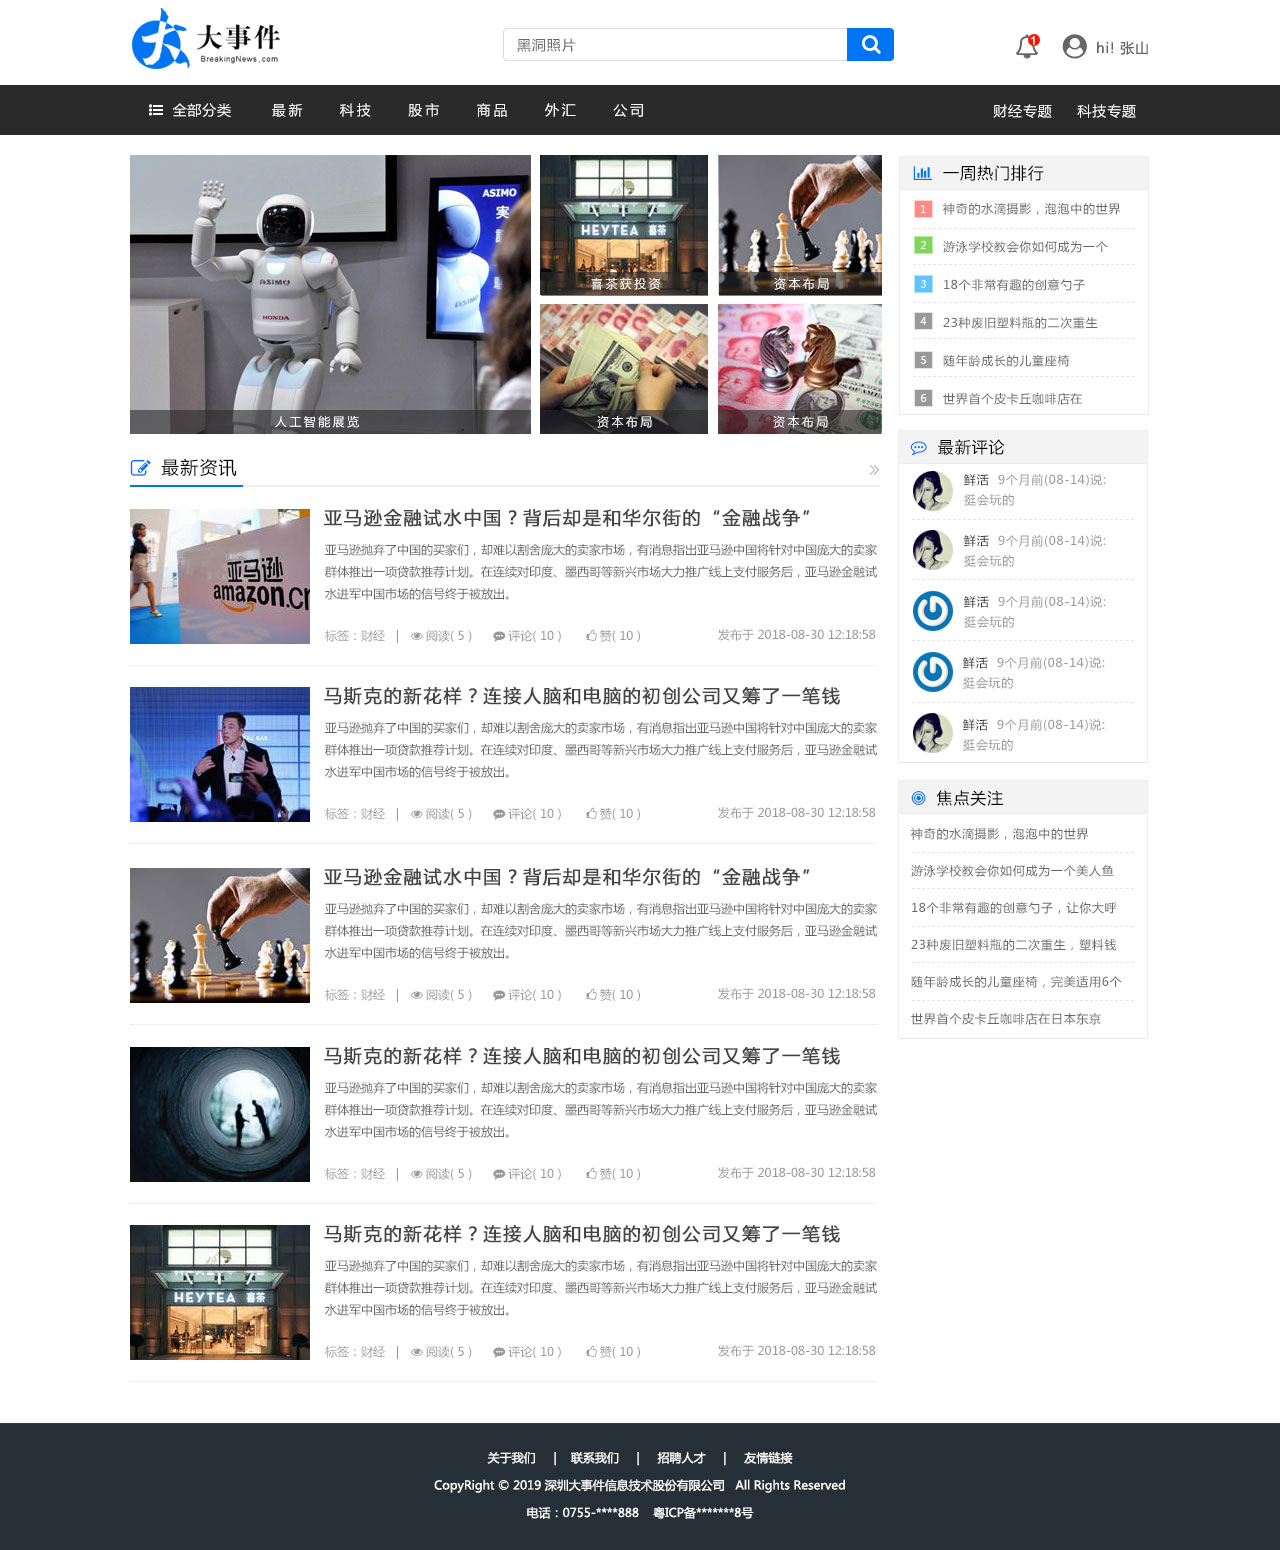 大事件
BreakingNews.com
黑洞照片
1
hi! 张山
全部分类 最新 科技 股市 商品 外汇 公司 财经专题 科技专题
ASIMO
ASIMO
HONDA
人工智能展览
HEYTEA 喜茶
喜茶获投资
资本布局
资本布局
资本布局
一周热门排行
1 神奇的水滴摄影，泡泡中的世界
2 游泳学校教会你如何成为一个
3 18个非常有趣的创意勺子
4 23种废旧塑料瓶的二次重生
5 随年龄成长的儿童座椅
6 世界首个皮卡丘咖啡店在
最新评论
鲜活 9个月前(08-14)说:
挺会玩的
鲜活 9个月前(08-14)说:
挺会玩的
鲜活 9个月前(08-14)说:
挺会玩的
鲜活 9个月前(08-14)说:
挺会玩的
鲜活 9个月前(08-14)说:
挺会玩的
焦点关注
神奇的水滴摄影，泡泡中的世界
游泳学校教会你如何成为一个美人鱼
18个非常有趣的创意勺子，让你大呼
23种废旧塑料瓶的二次重生，塑料钱
随年龄成长的儿童座椅，完美适用6个
世界首个皮卡丘咖啡店在日本东京
最新资讯
亚马逊
amazon.cn
亚马逊金融试水中国？背后却是和华尔街的“金融战争”
亚马逊抛弃了中国的买家们，却难以割舍庞大的卖家市场，有消息指出亚马逊中国将针对中国庞大的卖家
群体推出一项贷款推荐计划。在连续对印度、墨西哥等新兴市场大力推广线上支付服务后，亚马逊金融试
水进军中国市场的信号终于被放出。
标签：财经 | 阅读( 5 ) 评论( 10 ) 赞( 10 ) 发布于 2018-08-30 12:18:58
马斯克的新花样？连接人脑和电脑的初创公司又筹了一笔钱
亚马逊抛弃了中国的买家们，却难以割舍庞大的卖家市场，有消息指出亚马逊中国将针对中国庞大的卖家
群体推出一项贷款推荐计划。在连续对印度、墨西哥等新兴市场大力推广线上支付服务后，亚马逊金融试
水进军中国市场的信号终于被放出。
标签：财经 | 阅读( 5 ) 评论( 10 ) 赞( 10 ) 发布于 2018-08-30 12:18:58
亚马逊金融试水中国？背后却是和华尔街的“金融战争”
亚马逊抛弃了中国的买家们，却难以割舍庞大的卖家市场，有消息指出亚马逊中国将针对中国庞大的卖家
群体推出一项贷款推荐计划。在连续对印度、墨西哥等新兴市场大力推广线上支付服务后，亚马逊金融试
水进军中国市场的信号终于被放出。
标签：财经 | 阅读( 5 ) 评论( 10 ) 赞( 10 ) 发布于 2018-08-30 12:18:58
马斯克的新花样？连接人脑和电脑的初创公司又筹了一笔钱
亚马逊抛弃了中国的买家们，却难以割舍庞大的卖家市场，有消息指出亚马逊中国将针对中国庞大的卖家
群体推出一项贷款推荐计划。在连续对印度、墨西哥等新兴市场大力推广线上支付服务后，亚马逊金融试
水进军中国市场的信号终于被放出。
标签：财经 | 阅读( 5 ) 评论( 10 ) 赞( 10 ) 发布于 2018-08-30 12:18:58
HEYTEA 喜茶
马斯克的新花样？连接人脑和电脑的初创公司又筹了一笔钱
亚马逊抛弃了中国的买家们，却难以割舍庞大的卖家市场，有消息指出亚马逊中国将针对中国庞大的卖家
群体推出一项贷款推荐计划。在连续对印度、墨西哥等新兴市场大力推广线上支付服务后，亚马逊金融试
水进军中国市场的信号终于被放出。
标签：财经 | 阅读( 5 ) 评论( 10 ) 赞( 10 ) 发布于 2018-08-30 12:18:58
关于我们 | 联系我们 | 招聘人才 | 友情链接
CopyRight © 2019 深圳大事件信息技术股份有限公司 All Rights Reserved
电话：0755-****888 粤ICP备*******8号